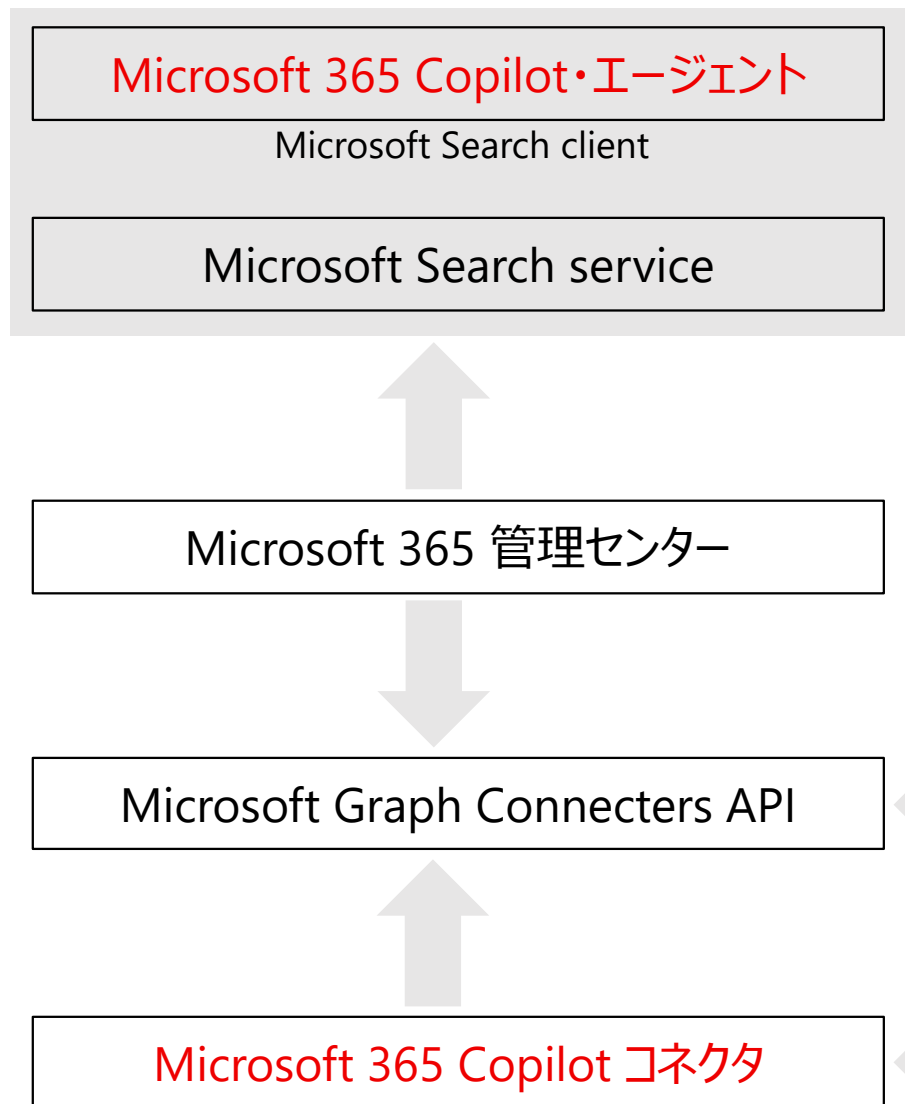 Microsoft 365 Copilot・エージェント
Microsoft Search client
Microsoft Search service
Microsoft 365 管理センター
Microsoft Graph Connecters API
Microsoft 365 Copilot コネクタ